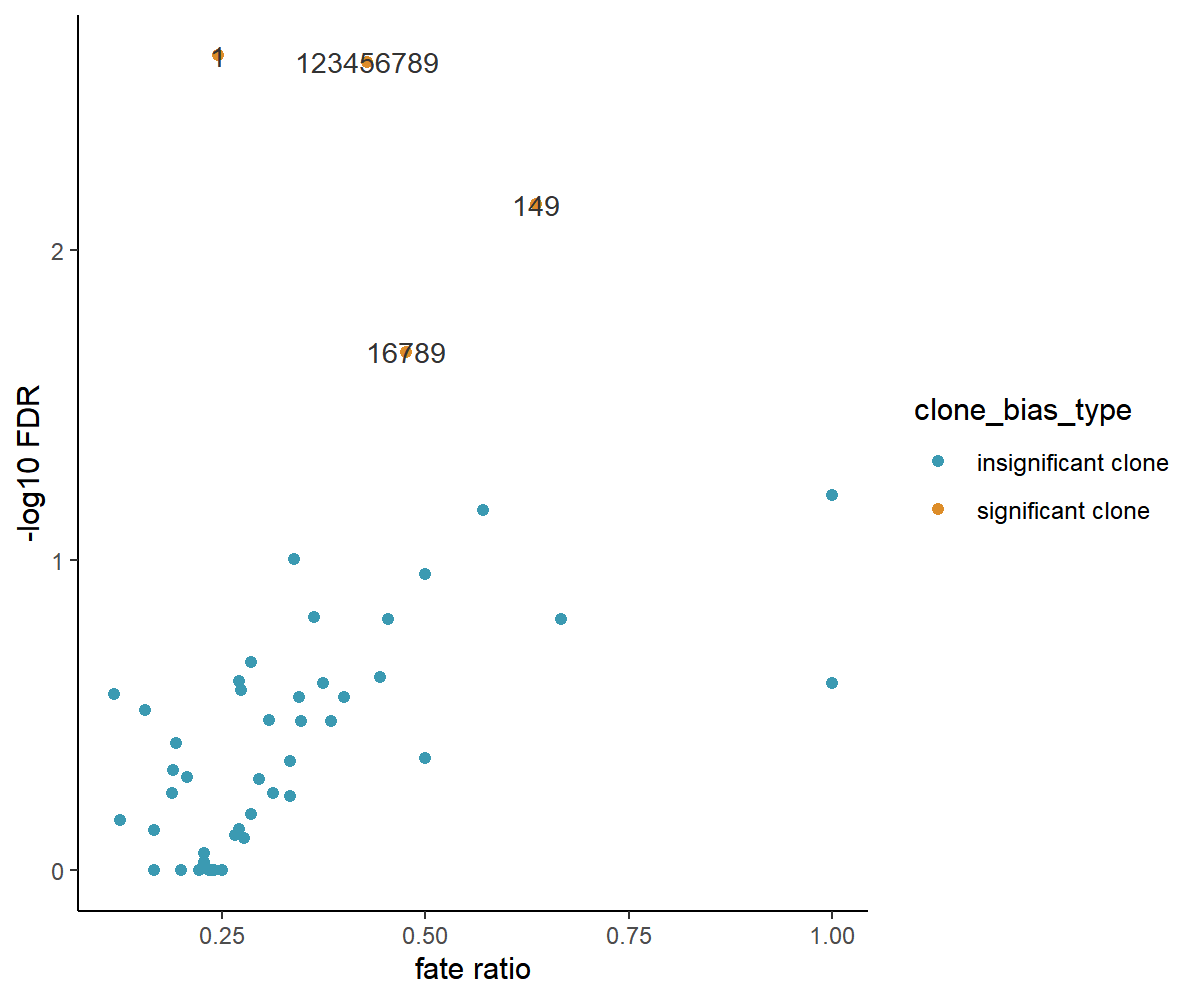 1
123456789
149
16789
2
1
0
-log10 FDR
0.25
0.50
0.75
1.00
fate ratio
clone_bias_type
insignificant clone
significant clone